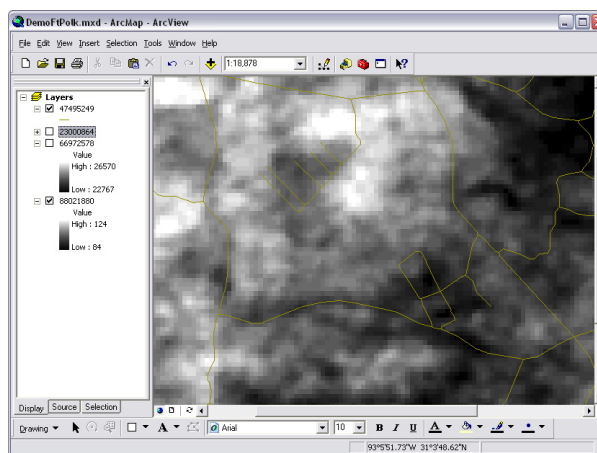 DemoFtPolk.mxd - ArcMap - ArcView
File Edit View Insert Selection Tools Window Help
1:18,878
Layers
47495249
23000864
66972578
Value
High : 26570
Low : 22767
88021880
Value
High : 124
Low : 84
Display Source Selection
Drawing A Arial 10 B I U A
93°5'51.73"W 31°3'48.62"N